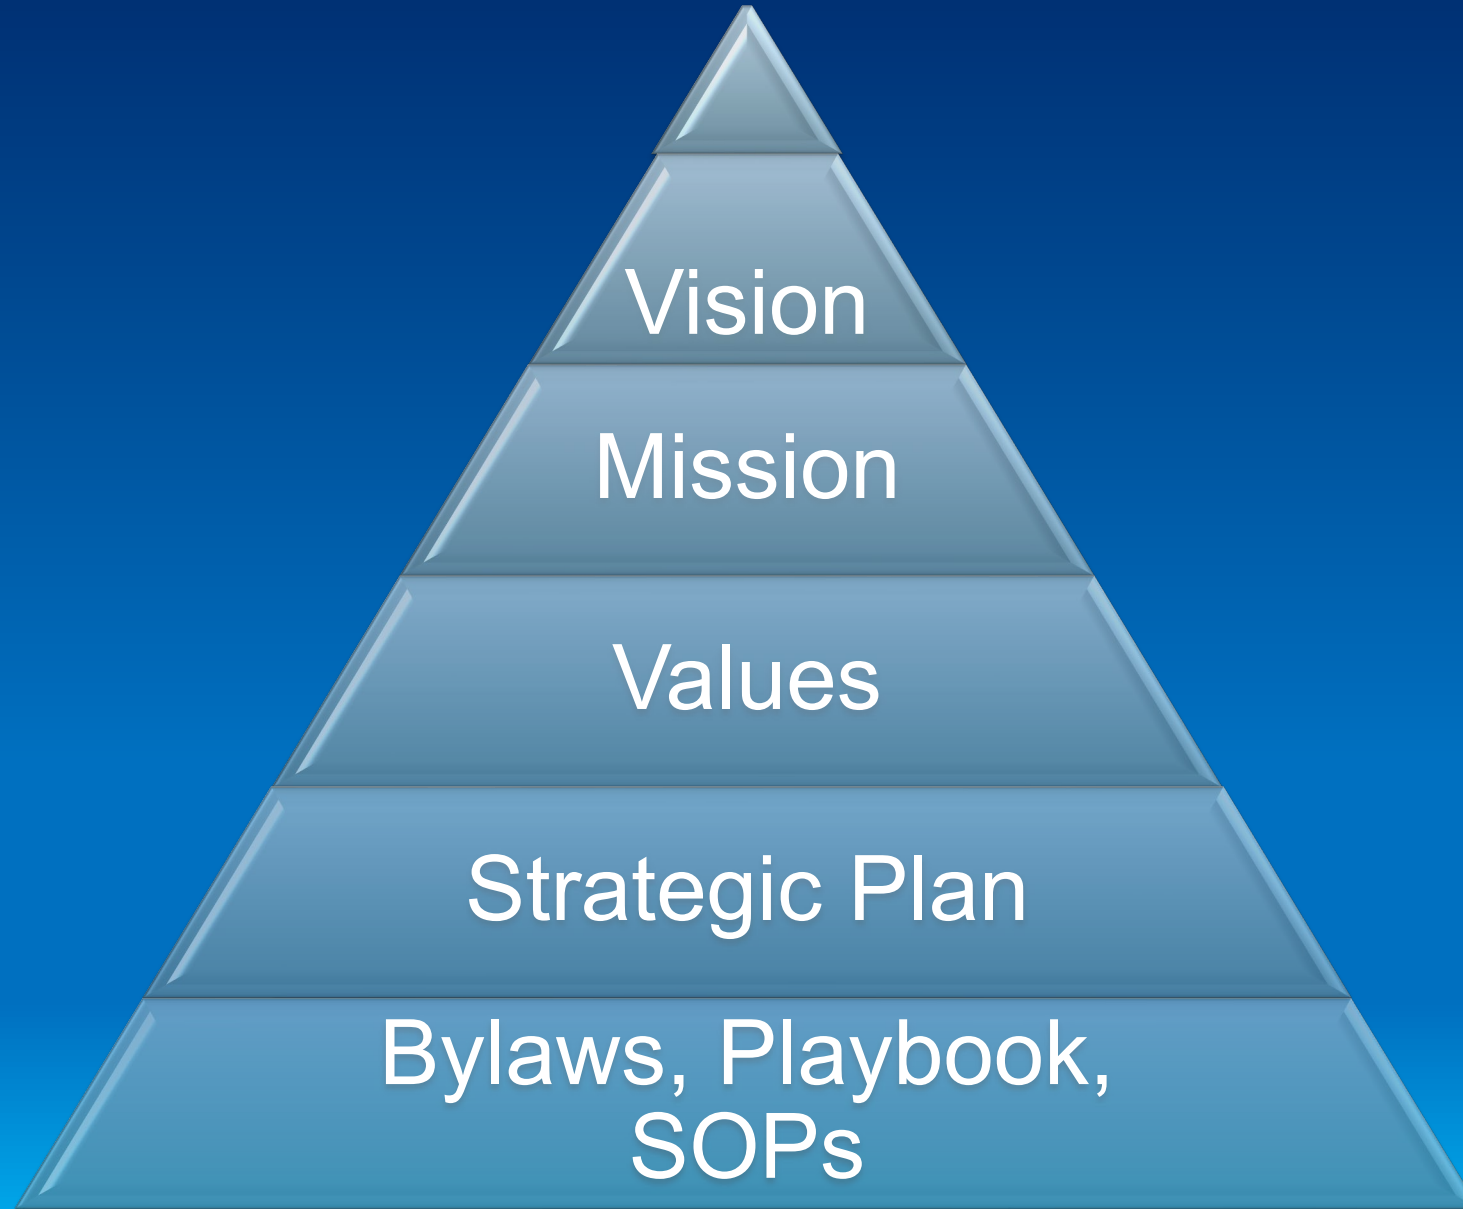 Vision
Mission
Values
Strategic Plan
Bylaws, Playbook,
SOPs